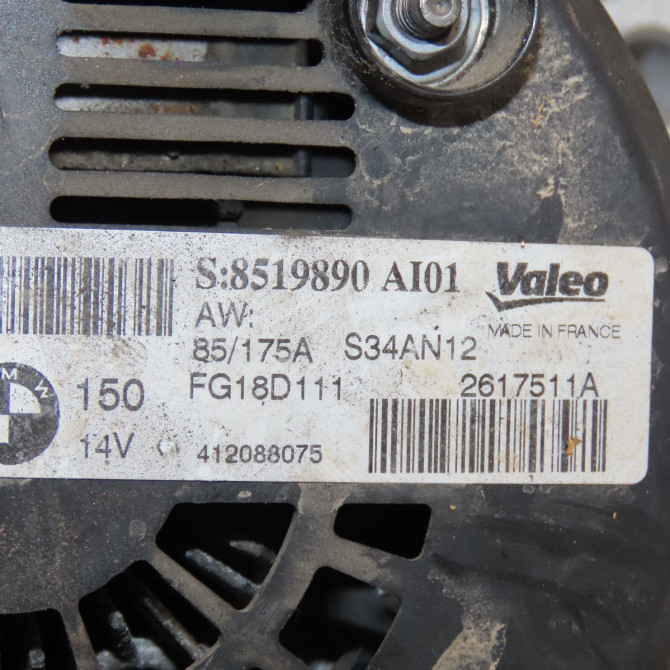 S:8519890 AI01
Valeo
MADE IN FRANCE
AW:
85/175A S34AN12
150 FG18D111 2617511A
14V 412088075